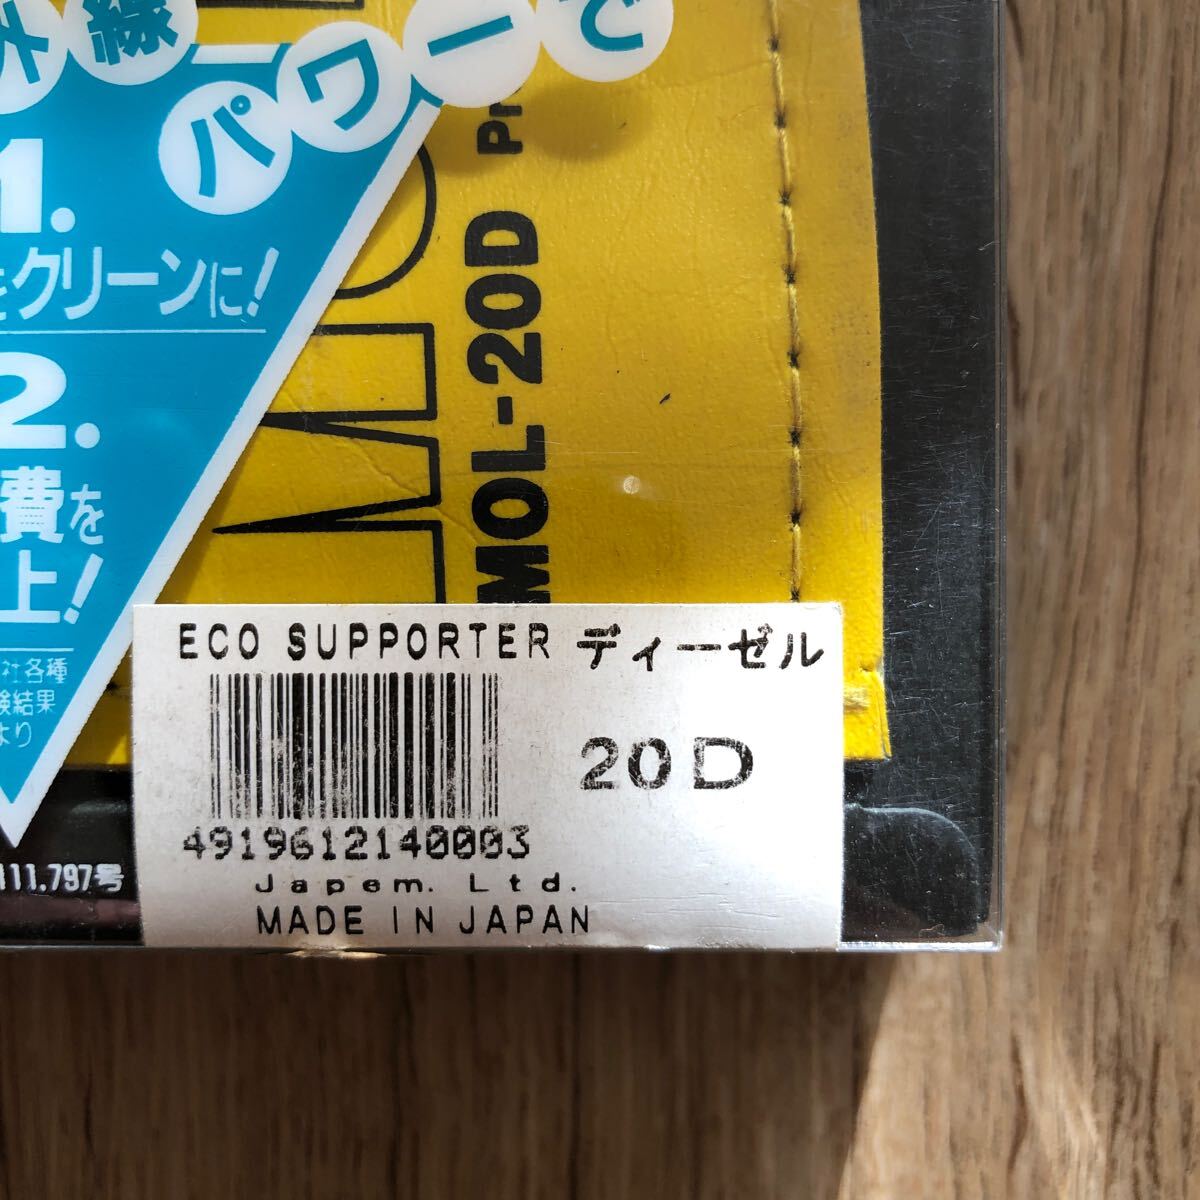 外線
パワーで
1.
をクリーンに!
2.
費を
上!
社各種
験結果
より
111.797号
MOL-20D
ECO SUPPORTER ディーゼル
20D
4919612140003
Japem. Ltd.
MADE IN JAPAN